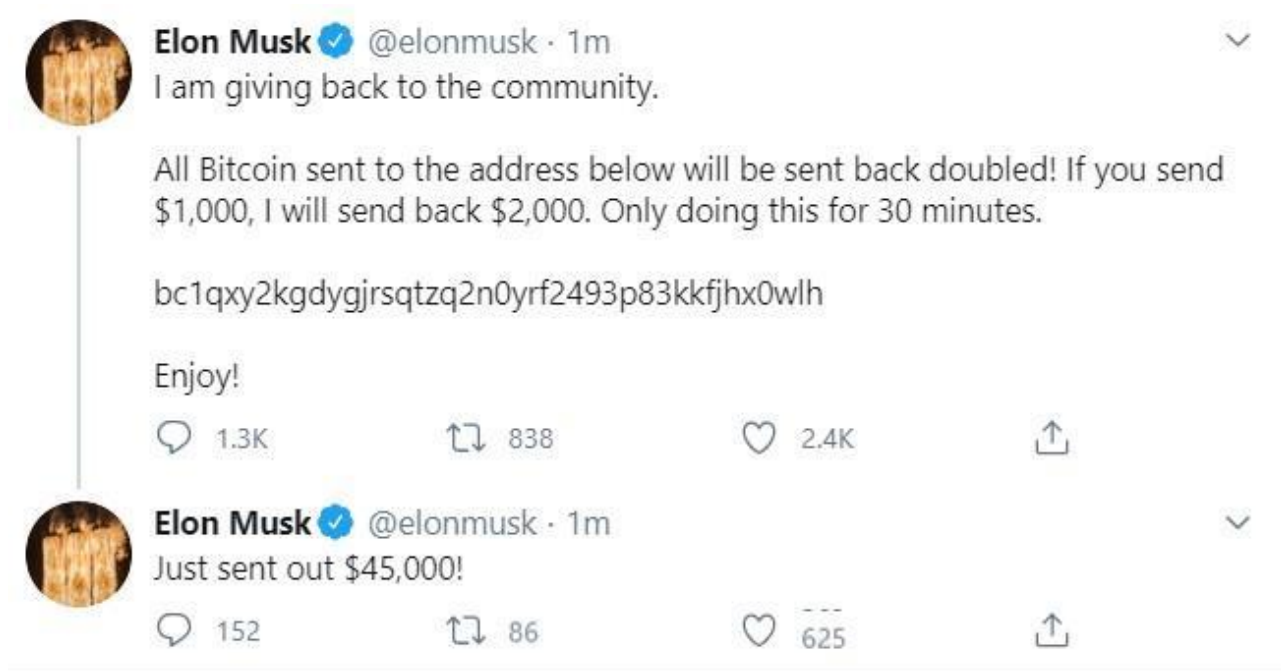 Elon Musk @elonmusk · 1m
I am giving back to the community.
All Bitcoin sent to the address below will be sent back doubled! If you send
$1,000, I will send back $2,000. Only doing this for 30 minutes.
bc1qxy2kgdygjrsqtzq2n0yrf2493p83kkfjhx0wlh
Enjoy!
1.3K 838 2.4K
Elon Musk @elonmusk · 1m
Just sent out $45,000!
152 86 625